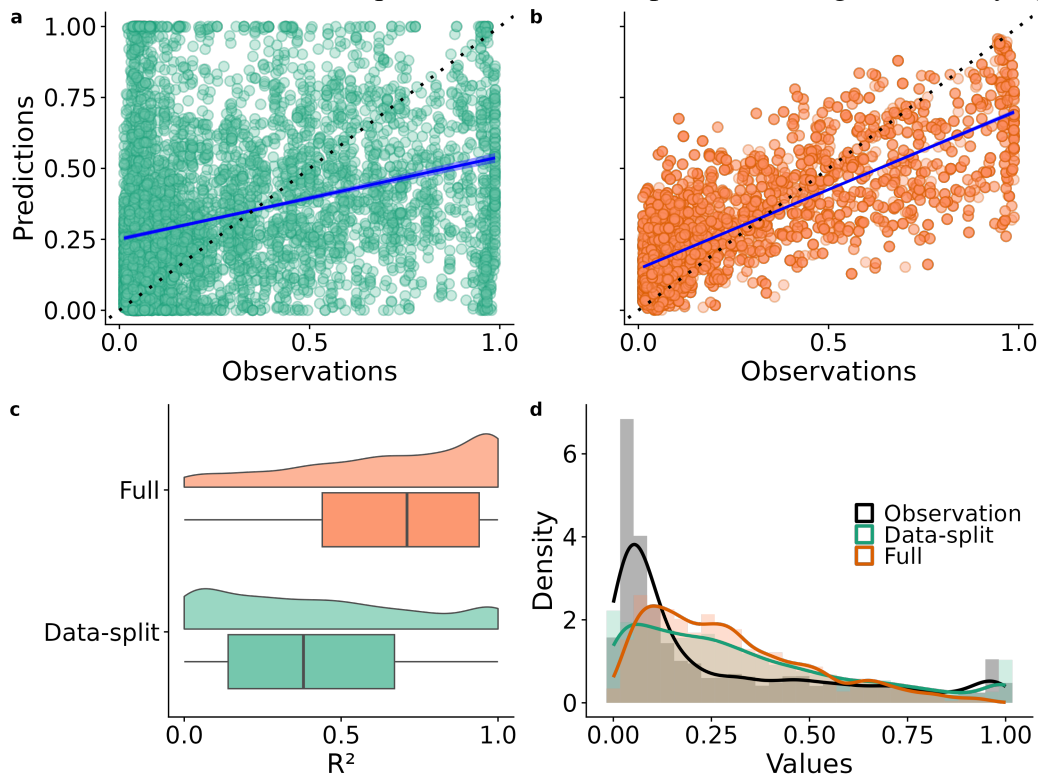 a
b
1.00
0.75
0.50
0.25
0.00
Predictions
0.0 0.5 1.0
Observations
0.0 0.5 1.0
Observations
c
d
Full
Data-split
0.0 0.5 1.0
R²
6
4
2
0
Density
Observation
Data-split
Full
0.00 0.25 0.50 0.75 1.00
Values